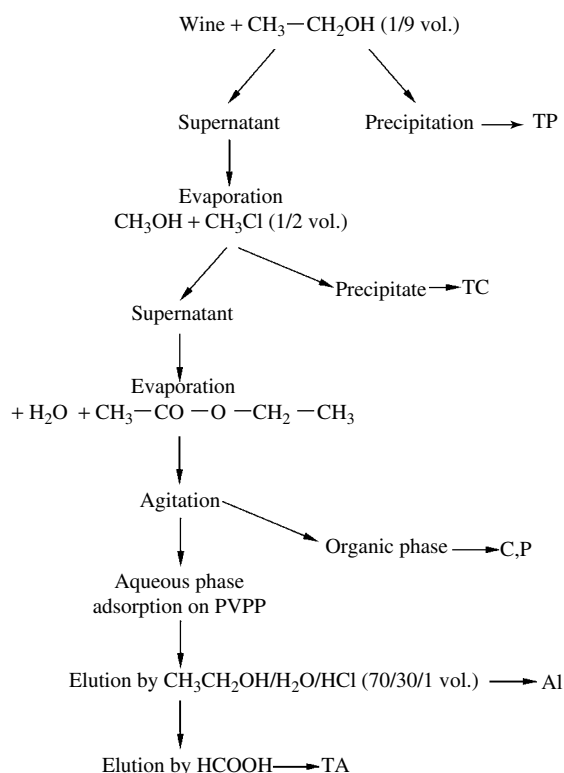 Wine + CH₃—CH₂OH (1/9 vol.)
Supernatant
Precipitation
TP
Evaporation
CH₃OH + CH₃Cl (1/2 vol.)
Precipitate
TC
Supernatant
Evaporation
+ H₂O + CH₃—CO—O—CH₂—CH₃
Agitation
Organic phase
C,P
Aqueous phase
adsorption on PVPP
Elution by CH₃CH₂OH/H₂O/HCl (70/30/1 vol.)
Al
Elution by HCOOH
TA